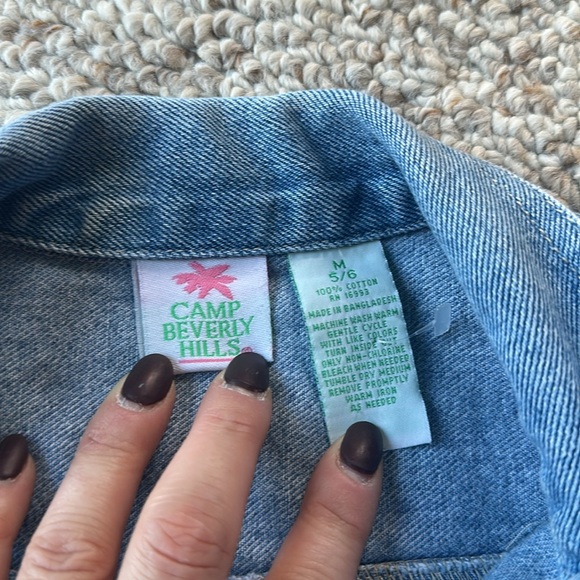 CAMP
BEVERLY
HILLS
M
5/6
100% COTTON
RN 16993
MADE IN BANGLADESH
MACHINE WASH WARM
GENTLE CYCLE
WITH LIKE COLORS
TURN INSIDE OUT
ONLY NON-CHLORINE
BLEACH WHEN NEEDED
TUMBLE DRY MEDIUM
REMOVE PROMPTLY
WARM IRON
AS NEEDED